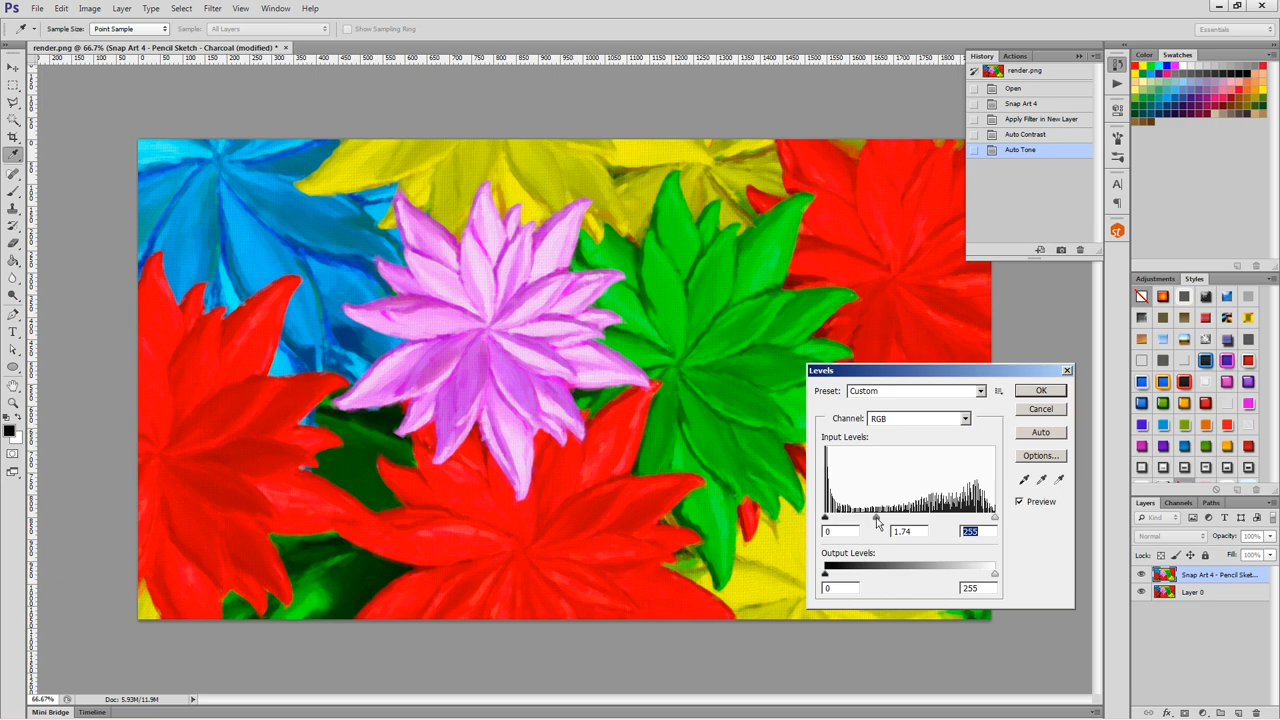 Ps File Edit Image Layer Type Select Filter View Window Help
Sample Size: Point Sample Sample: All Layers Show Sampling Ring Essentials
render.png @ 66.7% (Snap Art 4 - Pencil Sketch - Charcoal (modified) * ×
History Actions
render.png
Open
Snap Art 4
Apply Filter in New Layer
Auto Contrast
Auto Tone
Color Swatches
Adjustments Styles
Levels
Preset: Custom
OK
Channel: RGB
Cancel
Input Levels:
Auto
Options...
Preview
0 1.74 255
Output Levels:
0 255
Layers Channels Paths
Kind
Normal Opacity: 100%
Lock: Fill: 100%
Snap Art 4 - Pencil Sket...
Layer 0
66.67% Doc: 5.93M/11.9M
Mini Bridge Timeline